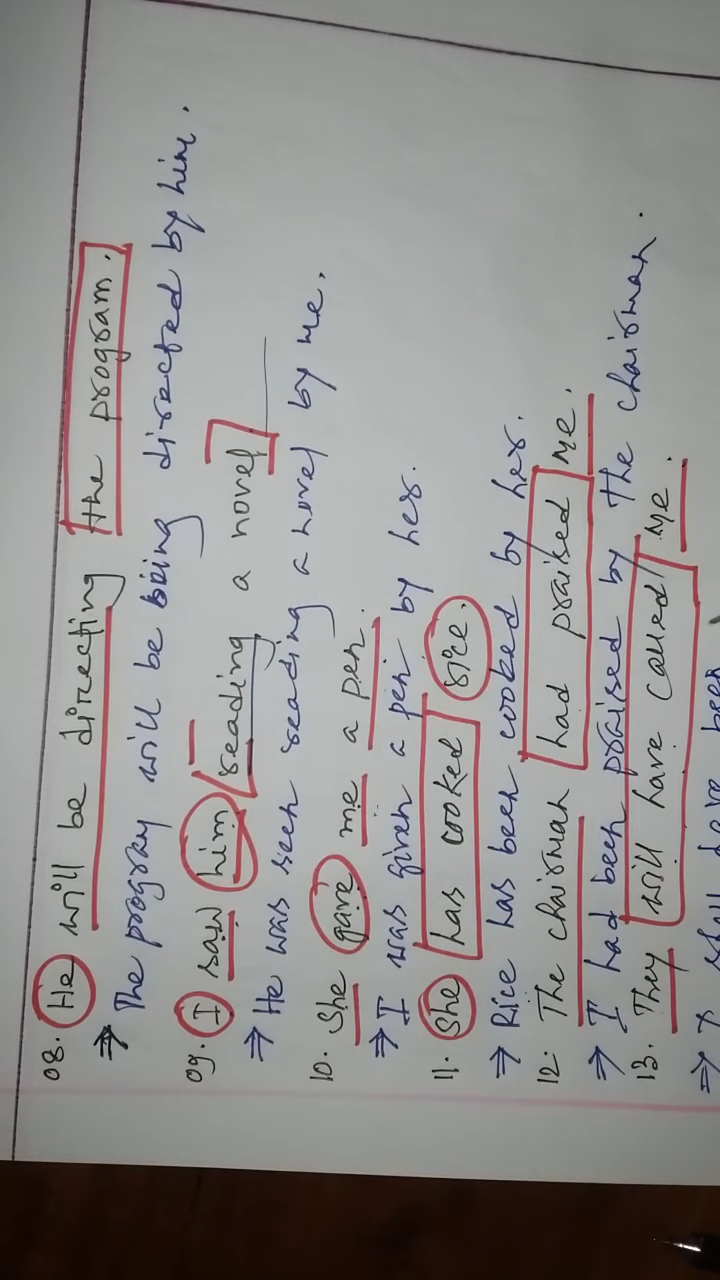 08. He will be directing the program.
⇒ The program will be being directed by him.
09. I saw him reading a novel
⇒ He was seen reading a novel by me.
10. She gave me a pen.
⇒ I was given a pen by her.
11. She has cooked rice.
⇒ Rice has been cooked by her.
12. The chairman had praised me.
⇒ I had been praised by the chairman.
13. They will have called me.
⇒ I shall have been